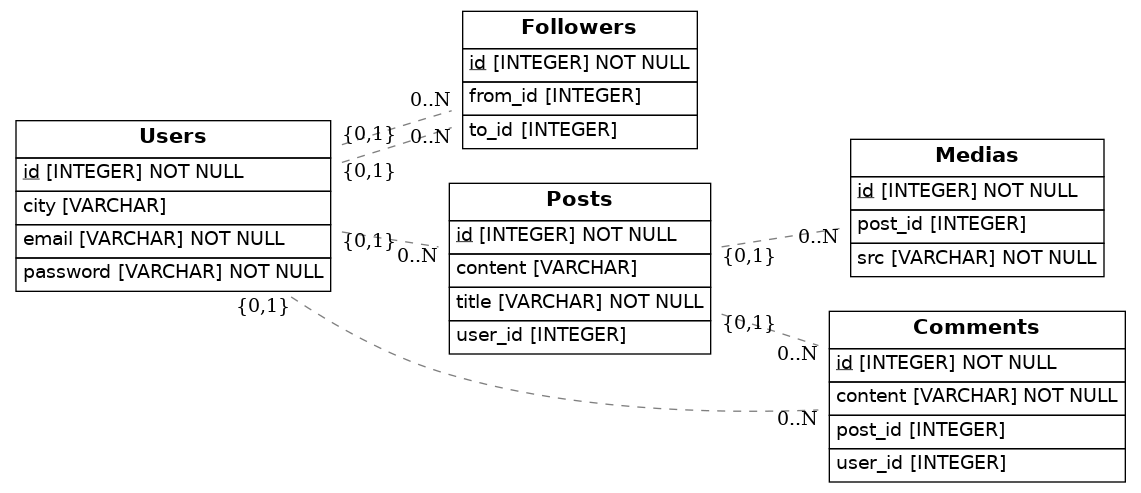 Followers
id [INTEGER] NOT NULL
from_id [INTEGER]
to_id [INTEGER]
0..N
{0,1}
0..N
{0,1}
Users
id [INTEGER] NOT NULL
city [VARCHAR]
email [VARCHAR] NOT NULL
password [VARCHAR] NOT NULL
{0,1}
0..N
{0,1}
Posts
id [INTEGER] NOT NULL
content [VARCHAR]
title [VARCHAR] NOT NULL
user_id [INTEGER]
{0,1}
0..N
{0,1}
0..N
0..N
Medias
id [INTEGER] NOT NULL
post_id [INTEGER]
src [VARCHAR] NOT NULL
Comments
id [INTEGER] NOT NULL
content [VARCHAR] NOT NULL
post_id [INTEGER]
user_id [INTEGER]